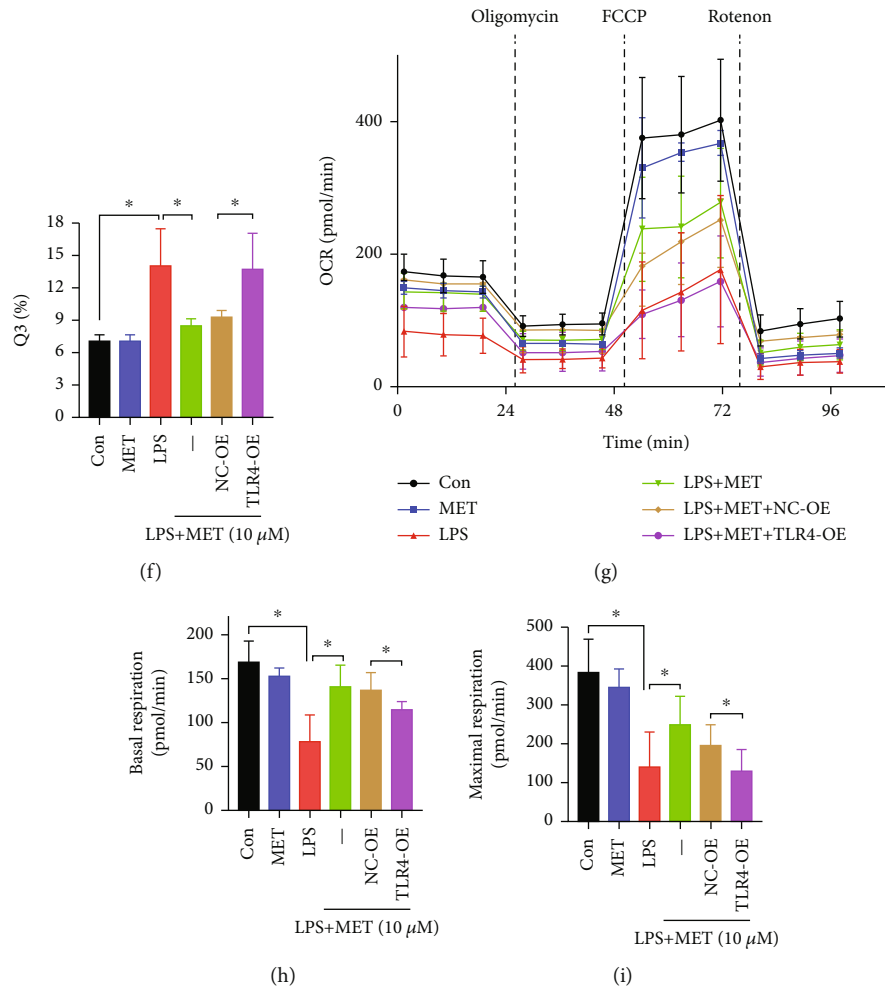 Oligomycin FCCP Rotenon
Q3 (%)
18
15
12
9
6
3
0
* * *
Con
MET
LPS
—
NC-OE
TLR4-OE
LPS+MET (10 μM)
(f)
OCR (pmol/min)
400
200
0
0 24 48 72 96
Time (min)
Con
MET
LPS
LPS+MET
LPS+MET+NC-OE
LPS+MET+TLR4-OE
(g)
Basal respiration
(pmol/min)
200
150
100
50
0
* * *
Con
MET
LPS
—
NC-OE
TLR4-OE
LPS+MET (10 μM)
(h)
Maximal respiration
(pmol/min)
500
400
300
200
100
0
* * *
Con
MET
LPS
—
NC-OE
TLR4-OE
LPS+MET (10 μM)
(i)